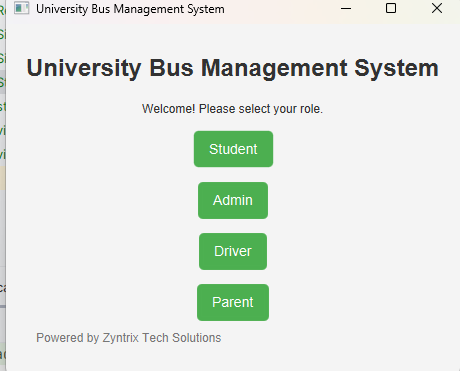 University Bus Management System
University Bus Management System
Welcome! Please select your role.
Student
Admin
Driver
Parent
Powered by Zyntrix Tech Solutions